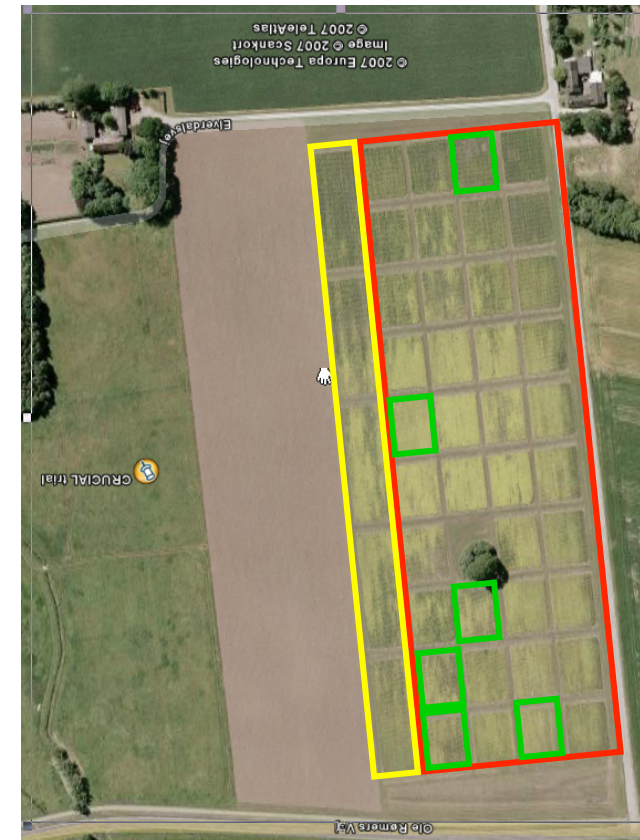 Ole Rømers Vej
CRUCIAL trial
Elverdalsvej
© 2007 Europa Technologies
Image © 2007 Scankort
© 2007 TeleAtlas